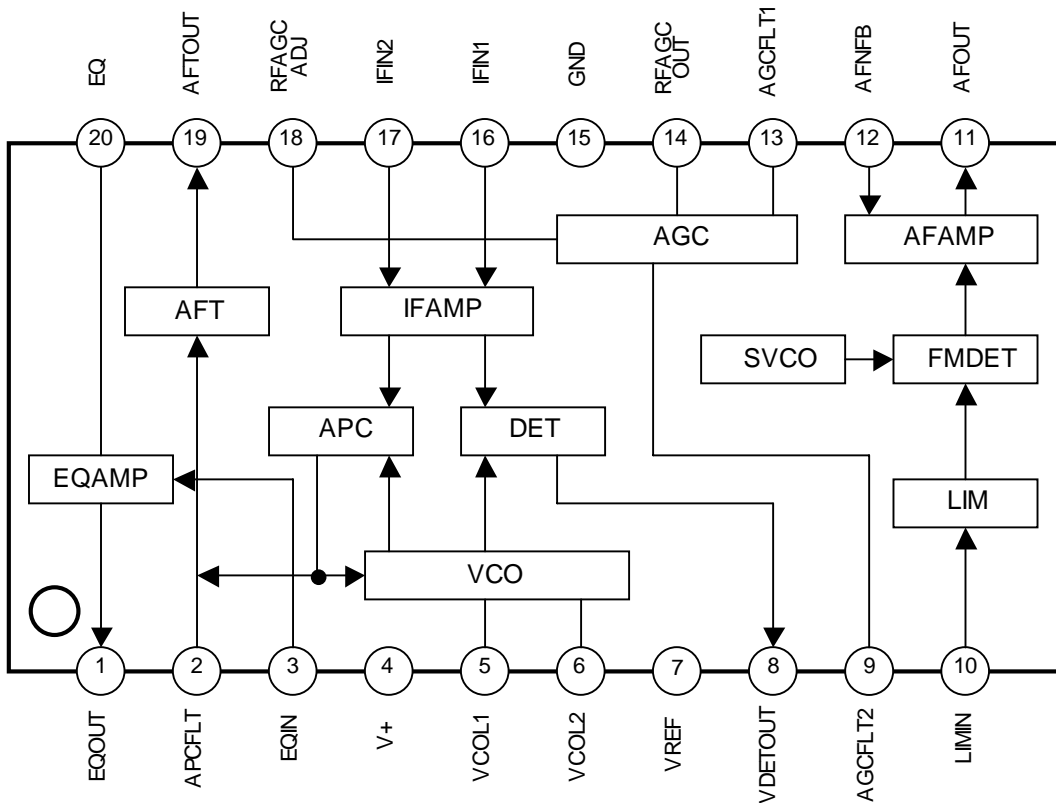 EQ
AFTOUT
RFAGC
ADJ
IFIN2
IFIN1
GND
RFAGC
OUT
AGCFLT1
AFNFB
AFOUT
20
19
18
17
16
15
14
13
12
11
AGC
AFAMP
AFT
IFAMP
SVCO
FMDET
APC
DET
EQAMP
LIM
VCO
1
2
3
4
5
6
7
8
9
10
EQOUT
APCFLT
EQIN
V+
VCOL1
VCOL2
VREF
VDETOUT
AGCFLT2
LIMIN